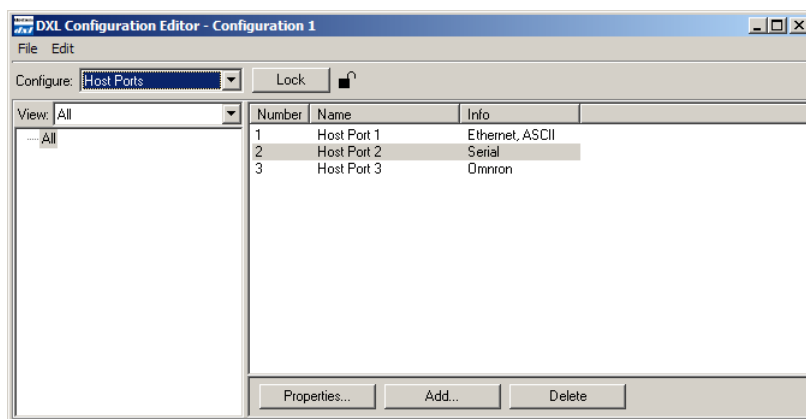 DXL Configuration Editor - Configuration 1
File Edit
Configure: Host Ports Lock
View: All
All
Number Name Info
1 Host Port 1 Ethernet, ASCII
2 Host Port 2 Serial
3 Host Port 3 Omnron
Properties... Add... Delete